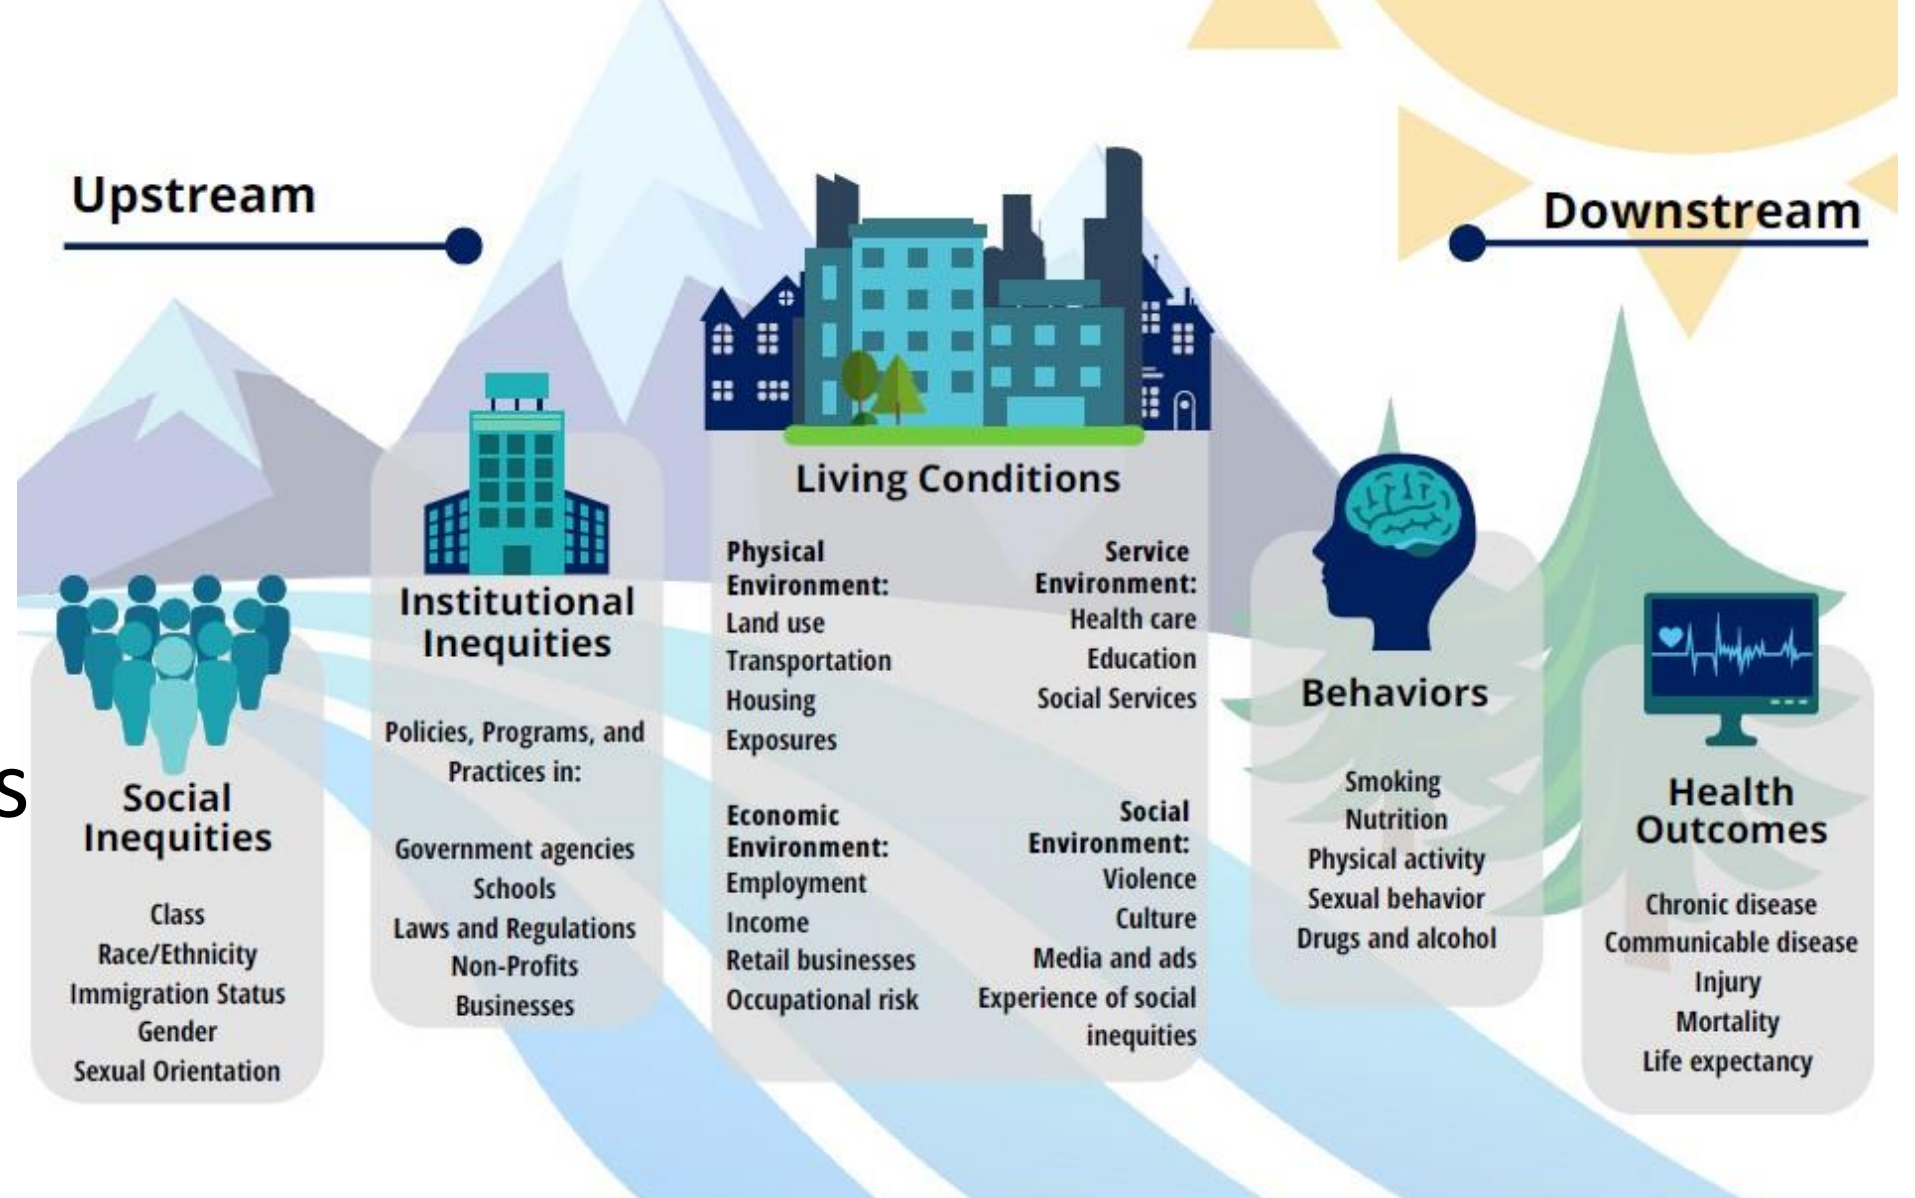 Upstream
Downstream
s
Social
Inequities
Class
Race/Ethnicity
Immigration Status
Gender
Sexual Orientation
Institutional
Inequities
Policies, Programs, and
Practices in:
Government agencies
Schools
Laws and Regulations
Non-Profits
Businesses
Living Conditions
Physical
Environment:
Land use
Transportation
Housing
Exposures
Service
Environment:
Health care
Education
Social Services
Economic
Environment:
Employment
Income
Retail businesses
Occupational risk
Social
Environment:
Violence
Culture
Media and ads
Experience of social
inequities
Behaviors
Smoking
Nutrition
Physical activity
Sexual behavior
Drugs and alcohol
Health
Outcomes
Chronic disease
Communicable disease
Injury
Mortality
Life expectancy